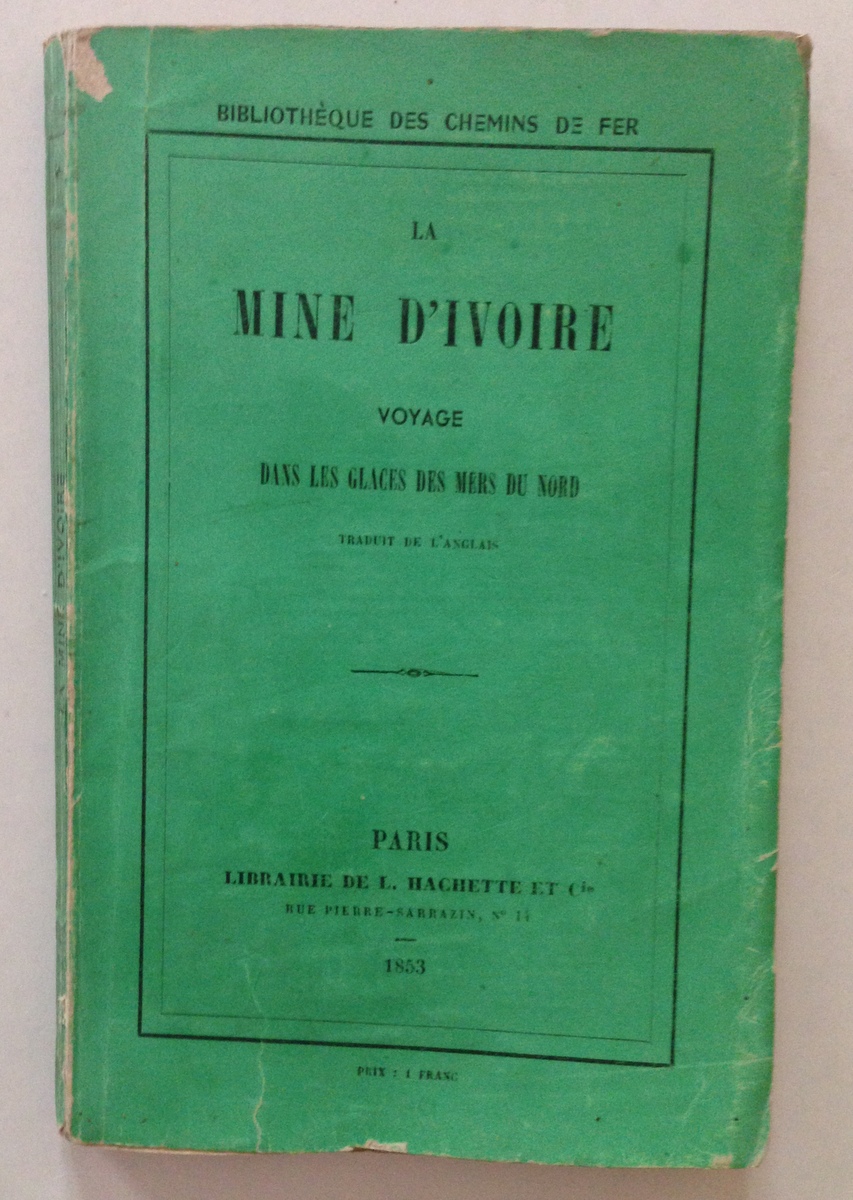 BIBLIOTHÈQUE DES CHEMINS DE FER
LA
MINE D'IVOIRE
VOYAGE
DANS LES GLACES DES MERS DU NORD
TRADUIT DE L'ANGLAIS
PARIS
LIBRAIRIE DE L. HACHETTE ET Cie
RUE PIERRE-SARRAZIN, N° 14
1853
PRIX : 1 FRANC
LA MINE D'IVOIRE